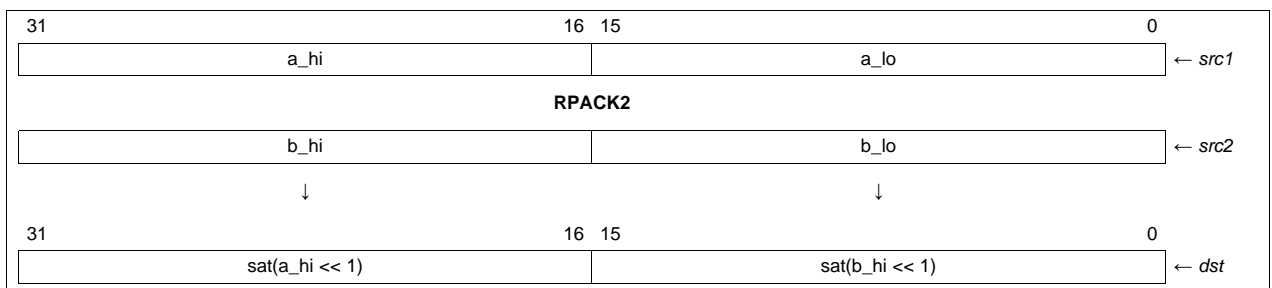 31 16 15 0
a_hi a_lo ← src1
RPACK2
b_hi b_lo ← src2
↓ ↓
31 16 15 0
sat(a_hi << 1) sat(b_hi << 1) ← dst